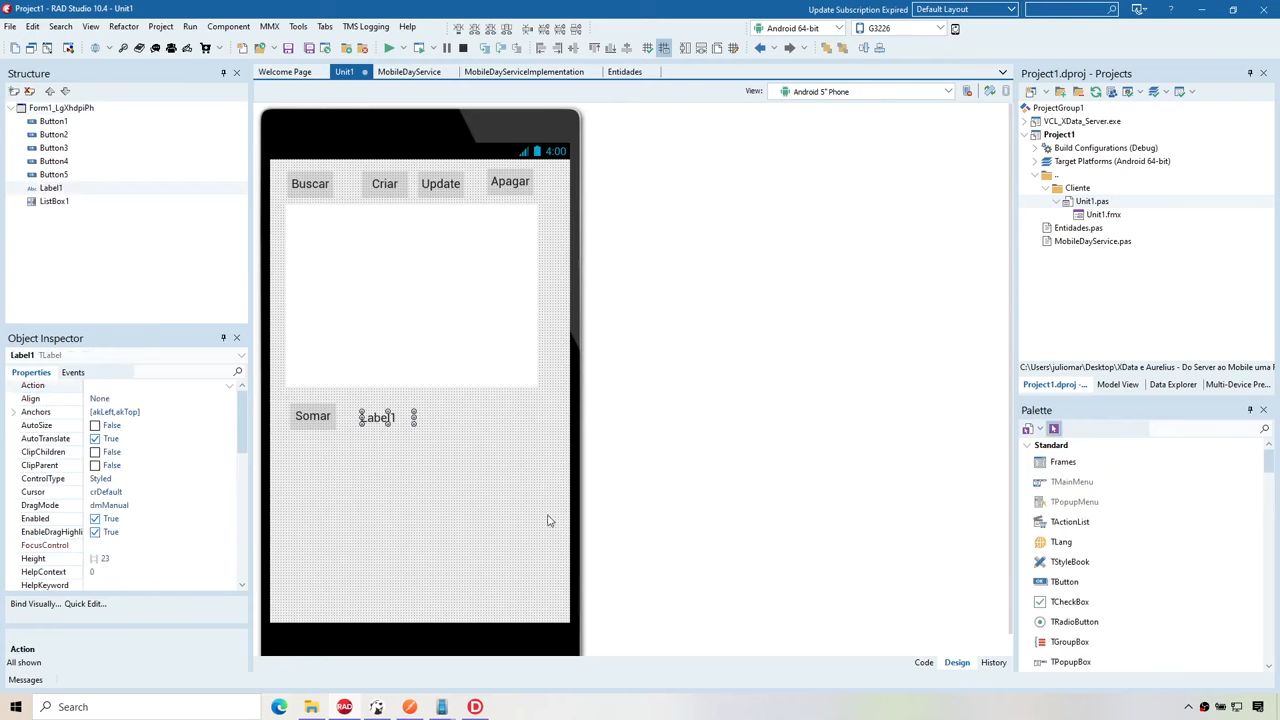 Project1 - RAD Studio 10.4 - Unit1
Update Subscription Expired
Default Layout
File Edit Search View Refactor Project Run Component MMX Tools Tabs TMS Logging Help
Android 64-bit
G3226
Structure
Form1_LgXhdpiPh
Button1
Button2
Button3
Button4
Button5
Label1
ListBox1
Welcome Page Unit1 MobileDayService MobileDayServiceImplementation Entidades
View: Android 5" Phone
4:00
Buscar Criar Update Apagar
Somar Label1
Code Design History
Object Inspector
Label1 TLabel
Properties Events
Action
Align None
Anchors [akLeft,akTop]
AutoSize False
AutoTranslate True
ClipChildren False
ClipParent False
ControlType Styled
Cursor crDefault
DragMode dmManual
Enabled True
EnableDragHighli True
FocusControl
Height 23
HelpContext 0
HelpKeyword
Bind Visually... Quick Edit...
Action
All shown
Messages
Project1.dproj - Projects
ProjectGroup1
VCL_XData_Server.exe
Project1
Build Configurations (Debug)
Target Platforms (Android 64-bit)
..
Cliente
Unit1.pas
Unit1.fmx
Entidades.pas
MobileDayService.pas
C:\Users\juliomar\Desktop\XData e Aurelius - Do Server ao Mobile uma F
Project1.dproj -... Model View Data Explorer Multi-Device Pre...
Palette
Standard
Frames
TMainMenu
TPopupMenu
TActionList
TLang
TStyleBook
TButton
TCheckBox
TRadioButton
TGroupBox
TPopupBox
Search
RAD